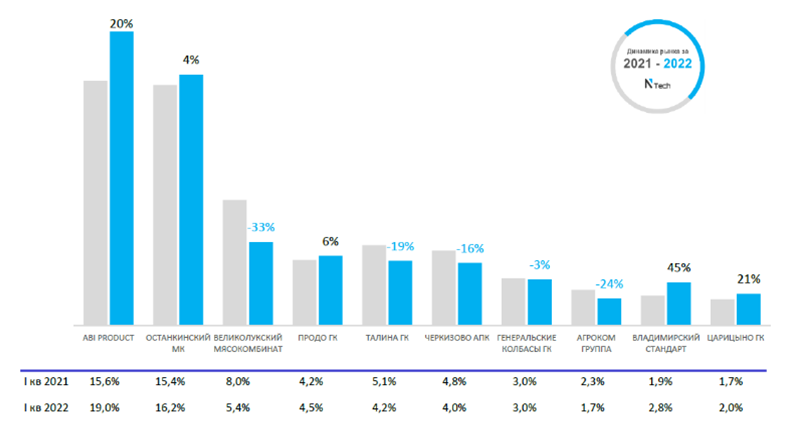 20%
4%
-33%
6%
-19%
-16%
-3%
-24%
45%
21%
Динамика рынка за
2021 - 2022
NTech
ABI PRODUCT
ОСТАНКИНСКИЙ
МК
ВЕЛИКОЛУКСКИЙ
МЯСОКОМБИНАТ
ПРОДО ГК
ТАЛИНА ГК
ЧЕРКИЗОВО АПК
ГЕНЕРАЛЬСКИЕ
КОЛБАСЫ ГК
АГРОКОМ
ГРУППА
ВЛАДИМИРСКИЙ
СТАНДАРТ
ЦАРИЦЫНО ГК
I кв 2021 15,6% 15,4% 8,0% 4,2% 5,1% 4,8% 3,0% 2,3% 1,9% 1,7%
I кв 2022 19,0% 16,2% 5,4% 4,5% 4,2% 4,0% 3,0% 1,7% 2,8% 2,0%